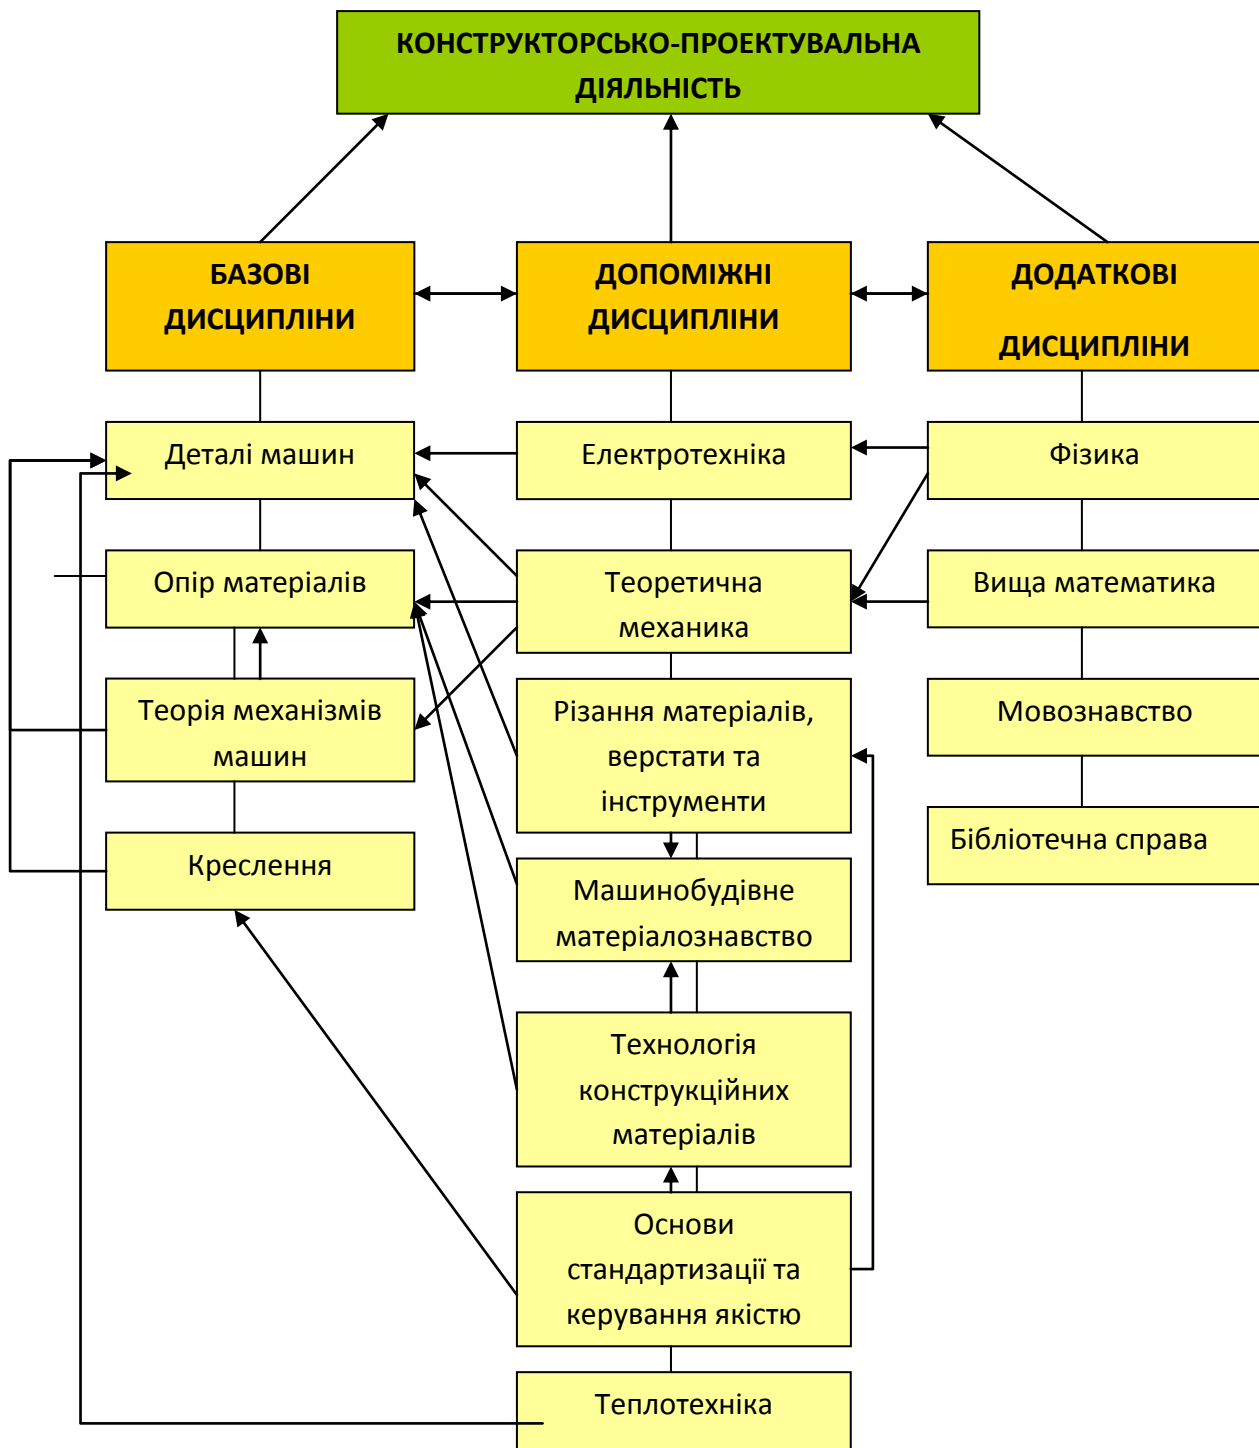 КОНСТРУКТОРСЬКО-ПРОЕКТУВАЛЬНА
ДІЯЛЬНІСТЬ
БАЗОВІ
ДИСЦИПЛІНИ
ДОПОМІЖНІ
ДИСЦИПЛІНИ
ДОДАТКОВІ
ДИСЦИПЛІНИ
Деталі машин
Опір матеріалів
Теорія механізмів
машин
Креслення
Електротехніка
Теоретична
механика
Різання матеріалів,
верстати та
інструменти
Машинобудівне
матеріалознавство
Технологія
конструкційних
матеріалів
Основи
стандартизації та
керування якістю
Теплотехніка
Фізика
Вища математика
Мовознавство
Бібліотечна справа